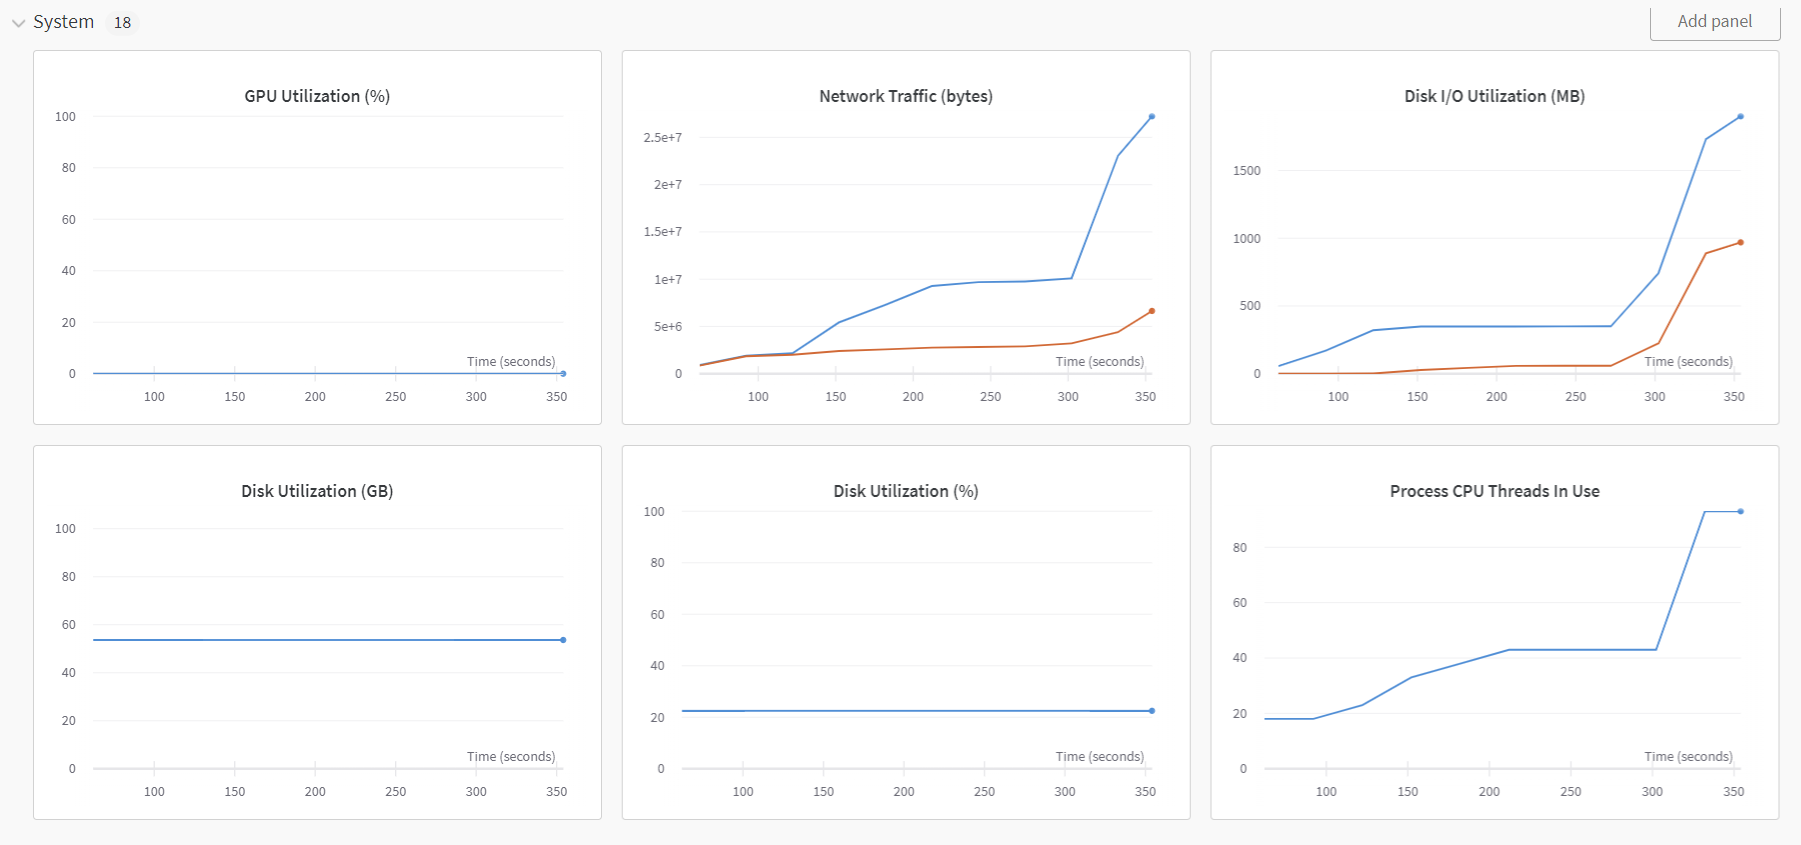 System 18
Add panel
GPU Utilization (%)
100
80
60
40
20
0
Time (seconds)
100 150 200 250 300 350
Network Traffic (bytes)
2.5e+7
2e+7
1.5e+7
1e+7
5e+6
0
Time (seconds)
100 150 200 250 300 350
Disk I/O Utilization (MB)
1500
1000
500
0
Time (seconds)
100 150 200 250 300 350
Disk Utilization (GB)
100
80
60
40
20
0
Time (seconds)
100 150 200 250 300 350
Disk Utilization (%)
100
80
60
40
20
0
Time (seconds)
100 150 200 250 300 350
Process CPU Threads In Use
80
60
40
20
0
Time (seconds)
100 150 200 250 300 350